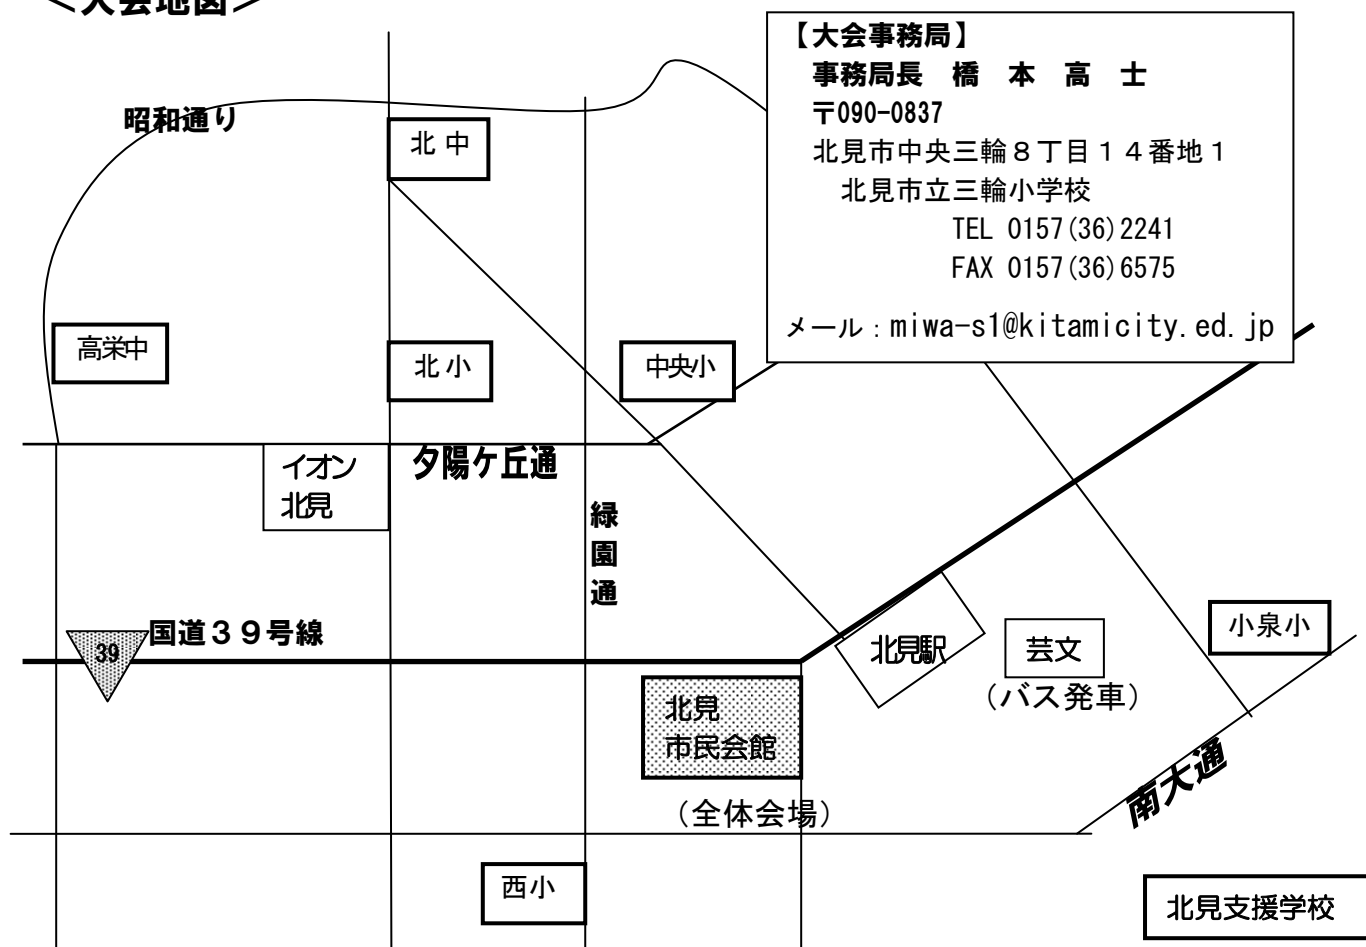 ＜大会地図＞
【大会事務局】
事務局長　橋　本　高　士
〒090-0837
北見市中央三輪８丁目１４番地１
北見市立三輪小学校
TEL 0157(36)2241
FAX 0157(36)6575
メール：miwa-s1@kitamicity.ed.jp
昭和通り
北 中
高栄中
北 小
中央小
イオン
北見
夕陽ケ丘通
緑
園
通
国道３９号線
39
北見駅
芸文
（バス発車）
小泉小
北見
市民会館
（全体会場）
南大通
西小
北見支援学校